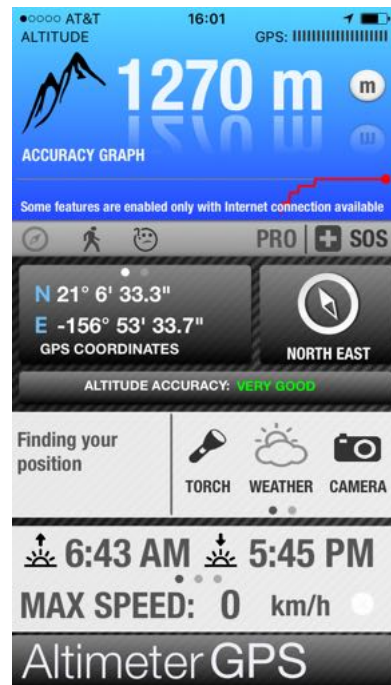 ●○○○○ AT&T 16:01
ALTITUDE GPS:
1270 m m
ACCURACY GRAPH
Some features are enabled only with Internet connection available
PRO SOS
N 21° 6' 33.3"
E -156° 53' 33.7"
GPS COORDINATES
NORTH EAST
ALTITUDE ACCURACY: VERY GOOD
Finding your
position
TORCH WEATHER CAMERA
6:43 AM 5:45 PM
MAX SPEED: 0 km/h
Altimeter GPS